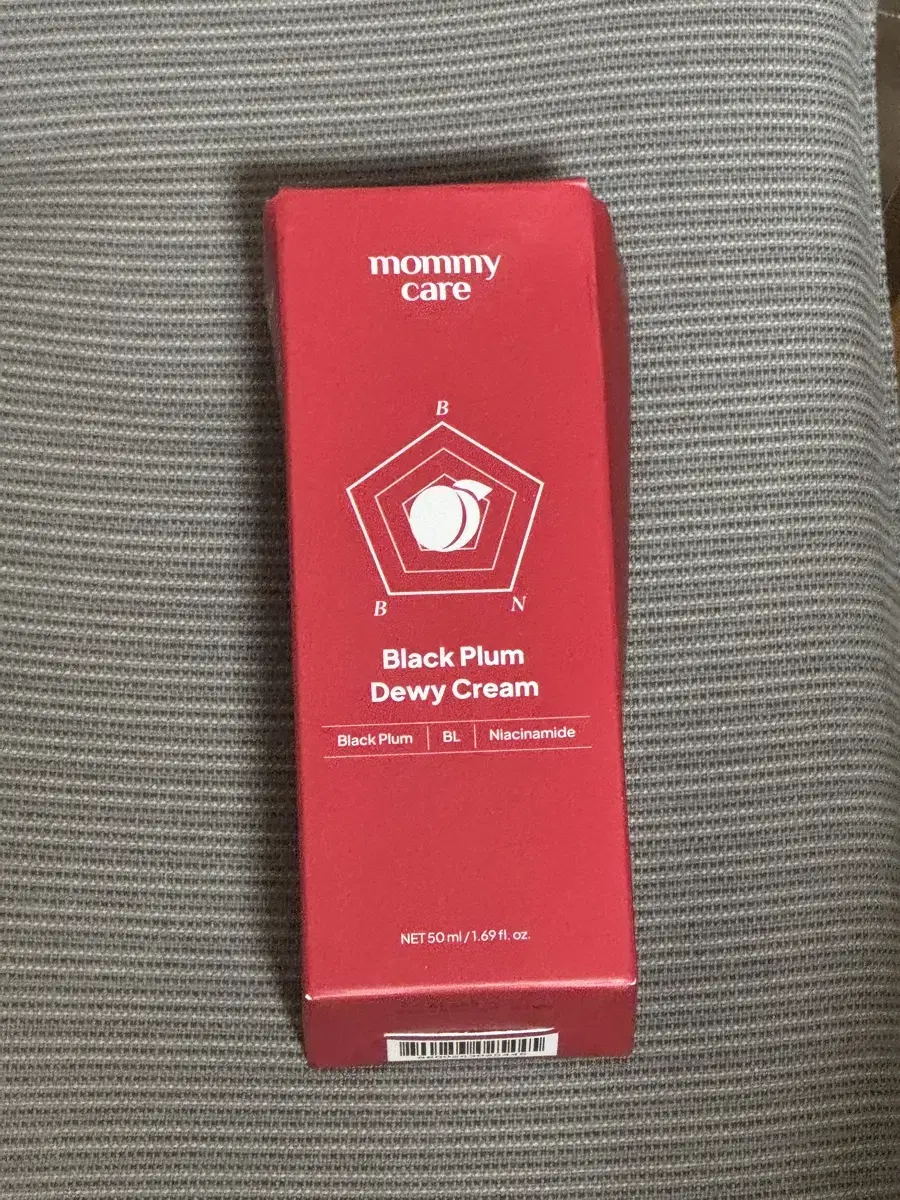 mommy
care
B
B N
Black Plum
Dewy Cream
Black Plum BL Niacinamide
NET 50 ml / 1.69 fl. oz.